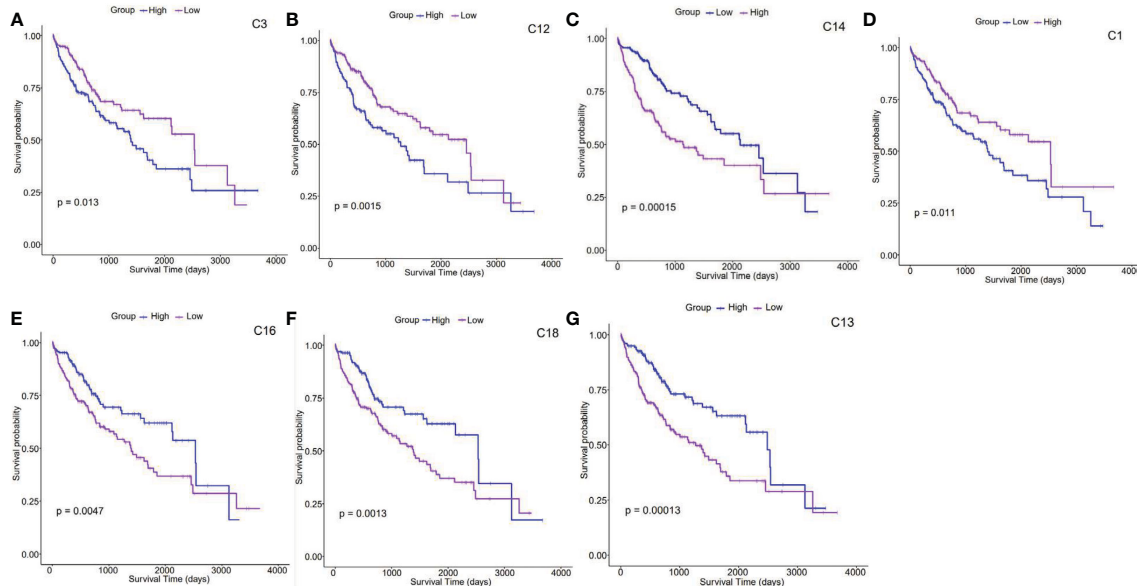 A
Group High Low
C3
Survival probability
1.00
0.75
0.50
0.25
0.00
p = 0.013
0 1000 2000 3000 4000
Survival Time (days)
B
Group High Low
C12
Survival probability
1.00
0.75
0.50
0.25
0.00
p = 0.0015
0 1000 2000 3000 4000
Survival Time (days)
C
Group Low High
C14
Survival probability
1.00
0.75
0.50
0.25
0.00
p = 0.00015
0 1000 2000 3000 4000
Survival Time (days)
D
Group Low High
C1
Survival probability
1.00
0.75
0.50
0.25
0.00
p = 0.011
0 1000 2000 3000 4000
Survival Time (days)
E
Group High Low
C16
Survival probability
1.00
0.75
0.50
0.25
0.00
p = 0.0047
0 1000 2000 3000 4000
Survival Time (days)
F
Group High Low
C18
Survival probability
1.00
0.75
0.50
0.25
0.00
p = 0.0013
0 1000 2000 3000 4000
Survival Time (days)
G
Group High Low
C13
Survival probability
1.00
0.75
0.50
0.25
0.00
p = 0.00013
0 1000 2000 3000 4000
Survival Time (days)